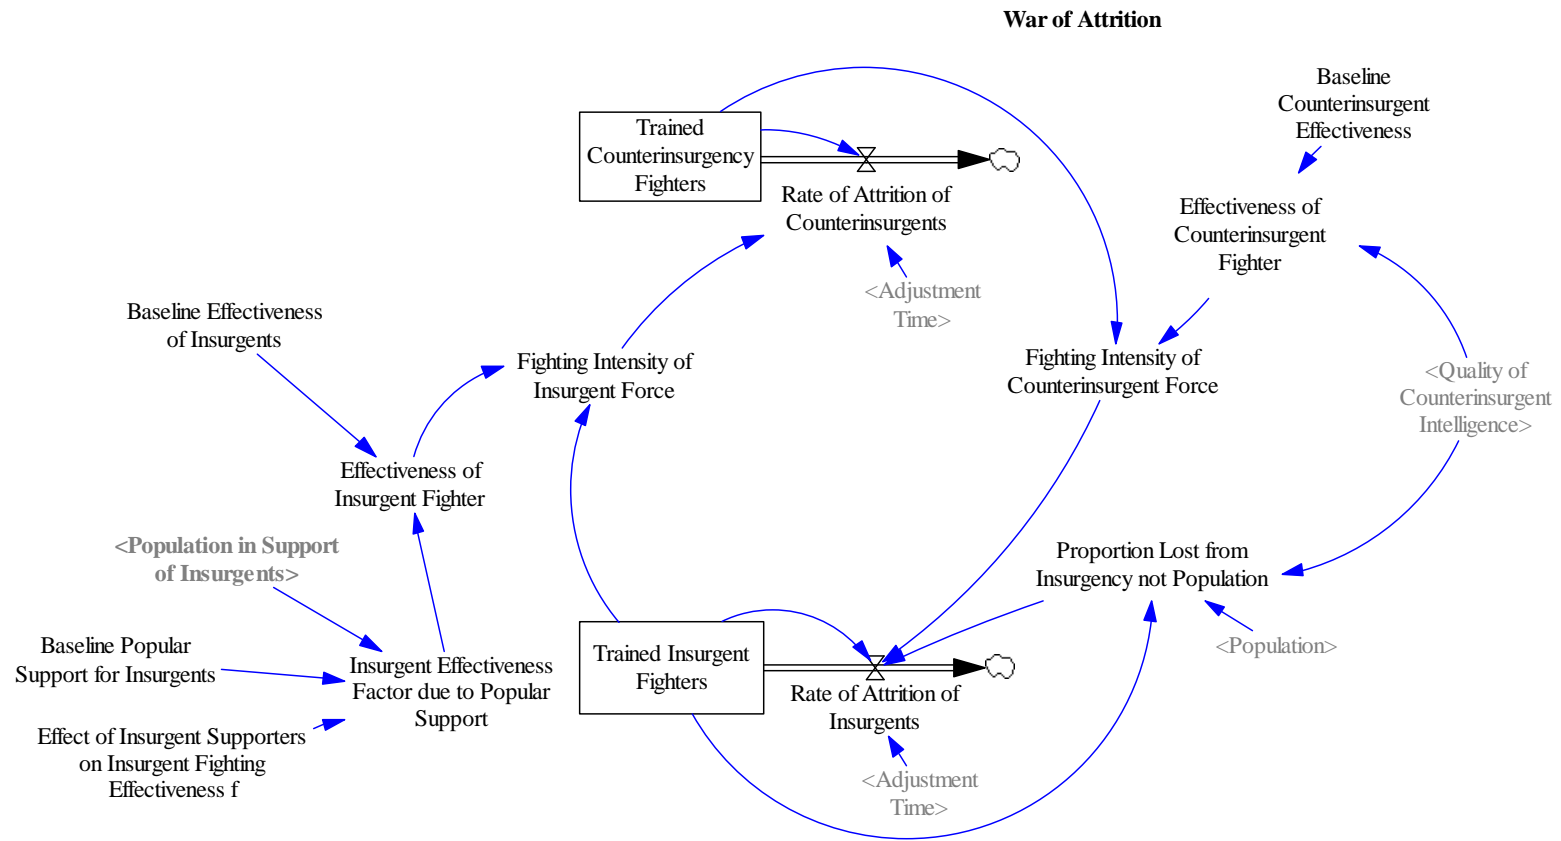 War of Attrition
Baseline
Counterinsurgent
Effectiveness
Trained
Counterinsurgency
Fighters
Rate of Attrition of
Counterinsurgents
Effectiveness of
Counterinsurgent
Fighter
<Adjustment
Time>
Baseline Effectiveness
of Insurgents
Fighting Intensity of
Insurgent Force
Fighting Intensity of
Counterinsurgent Force
<Quality of
Counterinsurgent
Intelligence>
Effectiveness of
Insurgent Fighter
<Population in Support
of Insurgents>
Proportion Lost from
Insurgency not Population
<Population>
Baseline Popular
Support for Insurgents
Insurgent Effectiveness
Factor due to Popular
Support
Trained Insurgent
Fighters
Rate of Attrition of
Insurgents
Effect of Insurgent Supporters
on Insurgent Fighting
Effectiveness f
<Adjustment
Time>